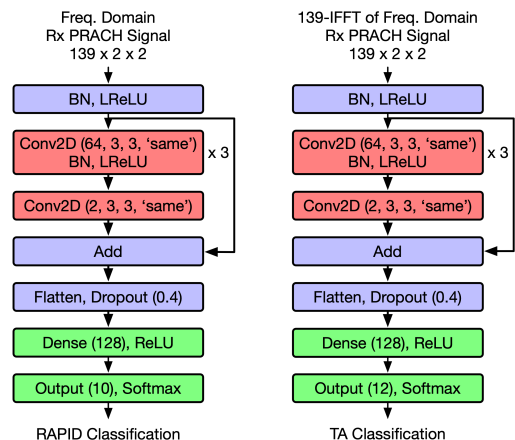 Freq. Domain
Rx PRACH Signal
139 x 2 x 2
BN, LReLU
Conv2D (64, 3, 3, ‘same’)
BN, LReLU
x 3
Conv2D (2, 3, 3, ‘same’)
Add
Flatten, Dropout (0.4)
Dense (128), ReLU
Output (10), Softmax
RAPID Classification
139-IFFT of Freq. Domain
Rx PRACH Signal
139 x 2 x 2
BN, LReLU
Conv2D (64, 3, 3, ‘same’)
BN, LReLU
x 3
Conv2D (2, 3, 3, ‘same’)
Add
Flatten, Dropout (0.4)
Dense (128), ReLU
Output (12), Softmax
TA Classification